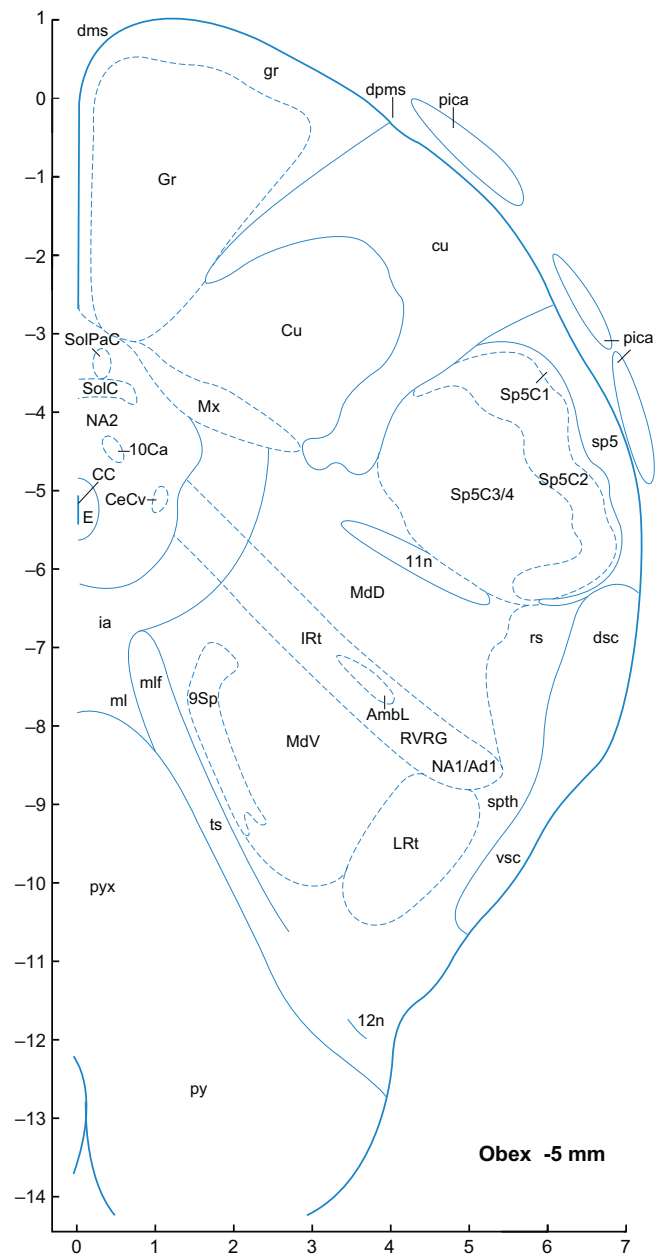 1
dms
gr
0
dpms
pica
Gr
–1
cu
–2
–3
Cu
pica
SolPaC
SolC
Sp5C1
–4
Mx
NA2
sp5
10Ca
CC
CeCv
Sp5C3/4
Sp5C2
–5
E
11n
–6
MdD
ia
IRt
rs
dsc
–7
mlf
ml
9Sp
AmbL
–8
MdV
RVRG
NA1/Ad1
–9
spth
ts
LRt
vsc
–10
pyx
–11
12n
–12
py
–13
Obex -5 mm
–14
0 1 2 3 4 5 6 7